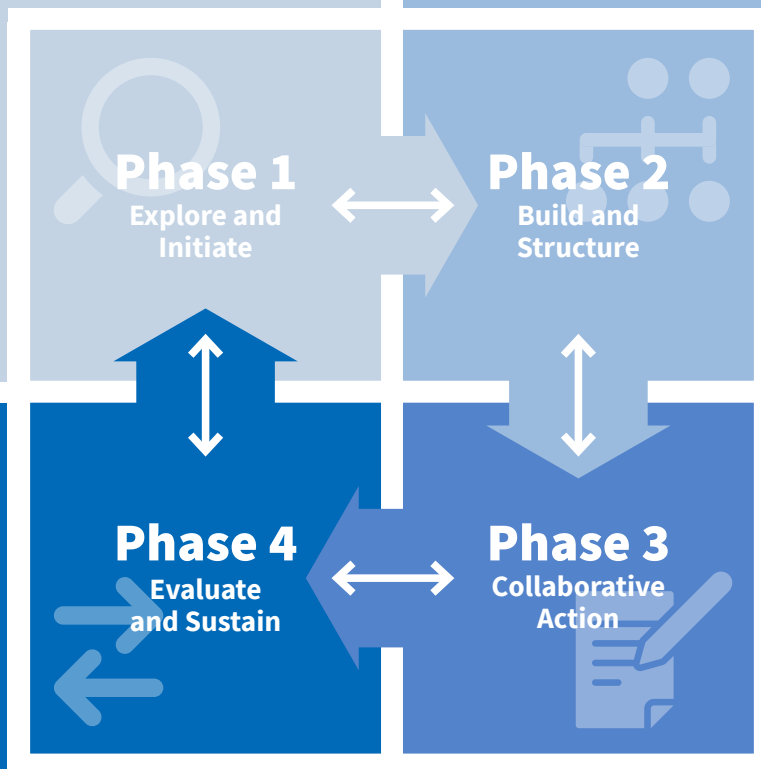 Phase 1
Explore and
Initiate
Phase 2
Build and
Structure
Phase 4
Evaluate
and Sustain
Phase 3
Collaborative
Action